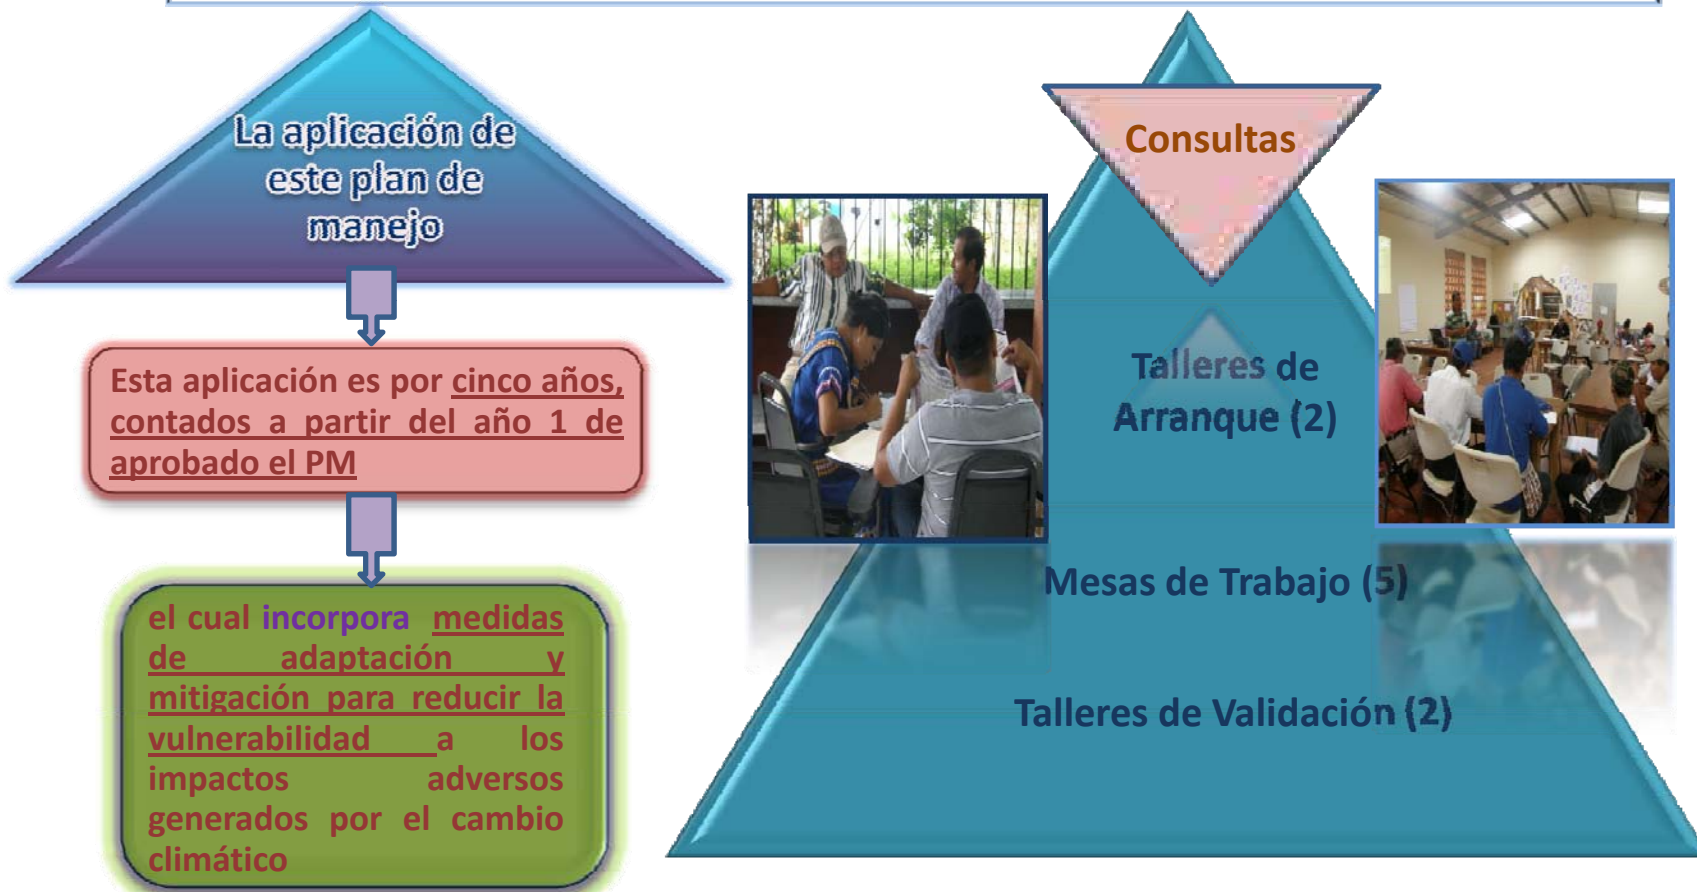 La aplicación de
este plan de
manejo
Esta aplicación es por cinco años,
contados a partir del año 1 de
aprobado el PM
el cual incorpora medidas
de adaptación y
mitigación para reducir la
vulnerabilidad a los
impactos adversos
generados por el cambio
climático
Consultas
Talleres de
Arranque (2)
Mesas de Trabajo (5)
Talleres de Validación (2)